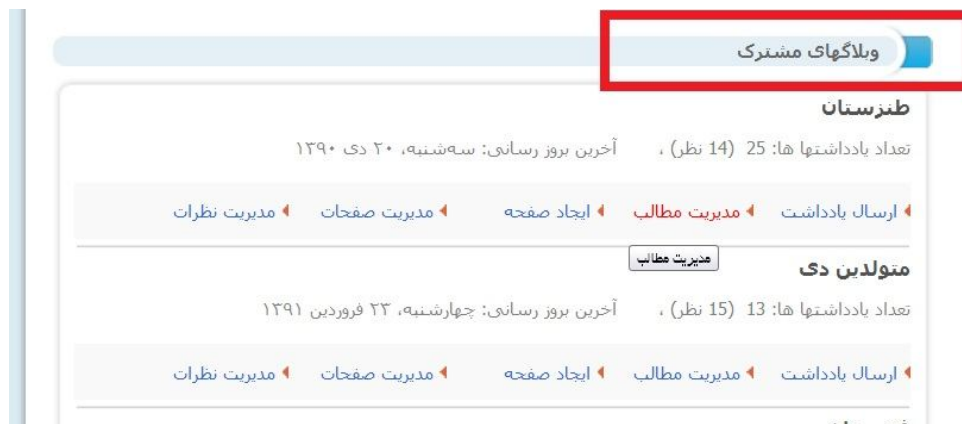 وبلاگهای مشترک
طنزستان
تعداد یادداشتها ها: 25 (14 نظر) ، آخرین بروز رسانی: سه‌شنبه، ۲۰ دی ۱۳۹۰
ارسال یادداشت مدیریت مطالب ایجاد صفحه مدیریت صفحات مدیریت نظرات
مدیریت مطالب
متولدین دی
تعداد یادداشتها ها: 13 (15 نظر) ، آخرین بروز رسانی: چهارشنبه، ۲۳ فروردین ۱۳۹۱
ارسال یادداشت مدیریت مطالب ایجاد صفحه مدیریت صفحات مدیریت نظرات